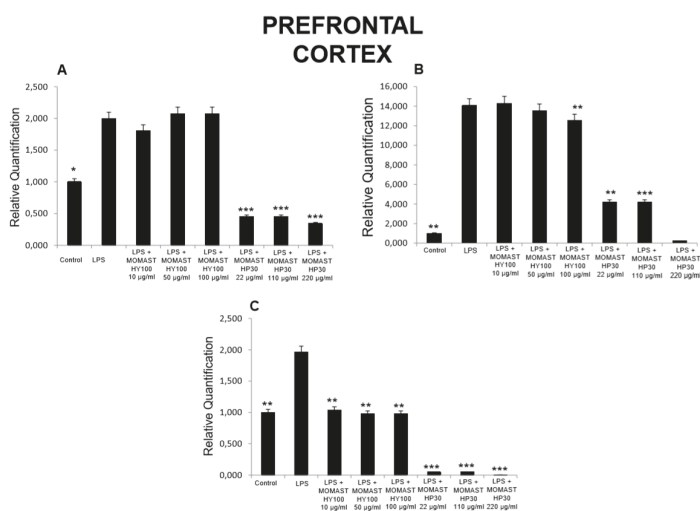 PREFRONTAL
CORTEX
A
Relative Quantification
2,500
2,000
1,500
1,000
0,500
0,000
*
***
***
***
Control
LPS
LPS +
MOMAST
HY100
10 µg/ml
LPS +
MOMAST
HY100
50 µg/ml
LPS +
MOMAST
HY100
100 µg/ml
LPS +
MOMAST
HP30
22 µg/ml
LPS +
MOMAST
HP30
110 µg/ml
LPS +
MOMAST
HP30
220 µg/ml
B
Relative Quantification
16,000
14,000
12,000
10,000
8,000
6,000
4,000
2,000
0,000
**
**
**
***
Control
LPS
LPS +
MOMAST
HY100
10 µg/ml
LPS +
MOMAST
HY100
50 µg/ml
LPS +
MOMAST
HY100
100 µg/ml
LPS +
MOMAST
HP30
22 µg/ml
LPS +
MOMAST
HP30
110 µg/ml
LPS +
MOMAST
HP30
220 µg/ml
C
Relative Quantification
2,500
2,000
1,500
1,000
0,500
0,000
**
**
**
**
***
***
***
Control
LPS
LPS +
MOMAST
HY100
10 µg/ml
LPS +
MOMAST
HY100
50 µg/ml
LPS +
MOMAST
HY100
100 µg/ml
LPS +
MOMAST
HP30
22 µg/ml
LPS +
MOMAST
HP30
110 µg/ml
LPS +
MOMAST
HP30
220 µg/ml